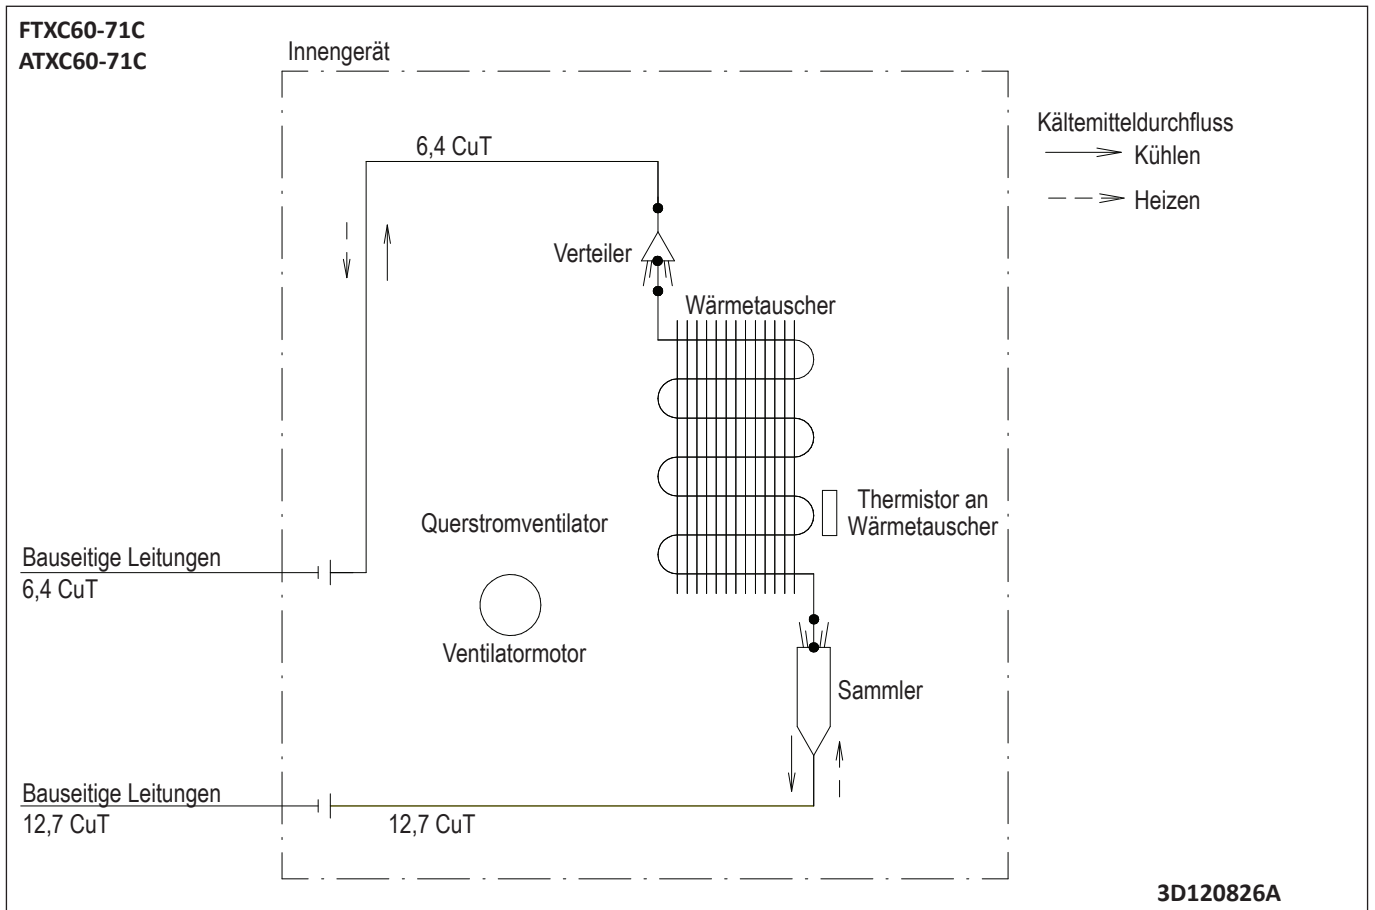 FTXC60-71C
ATXC60-71C
Innengerät
6,4 CuT
Kältemitteldurchfluss
Kühlen
Heizen
Verteiler
Wärmetauscher
Thermistor an
Wärmetauscher
Querstromventilator
Bauseitige Leitungen
6,4 CuT
Ventilatormotor
Sammler
Bauseitige Leitungen
12,7 CuT
12,7 CuT
3D120826A